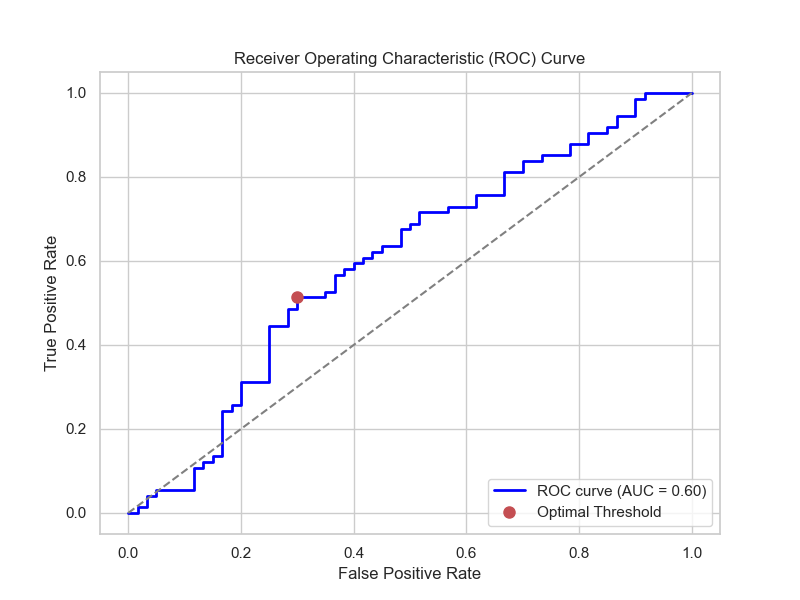 Receiver Operating Characteristic (ROC) Curve
True Positive Rate
1.0
0.8
0.6
0.4
0.2
0.0
ROC curve (AUC = 0.60)
Optimal Threshold
0.0 0.2 0.4 0.6 0.8 1.0
False Positive Rate